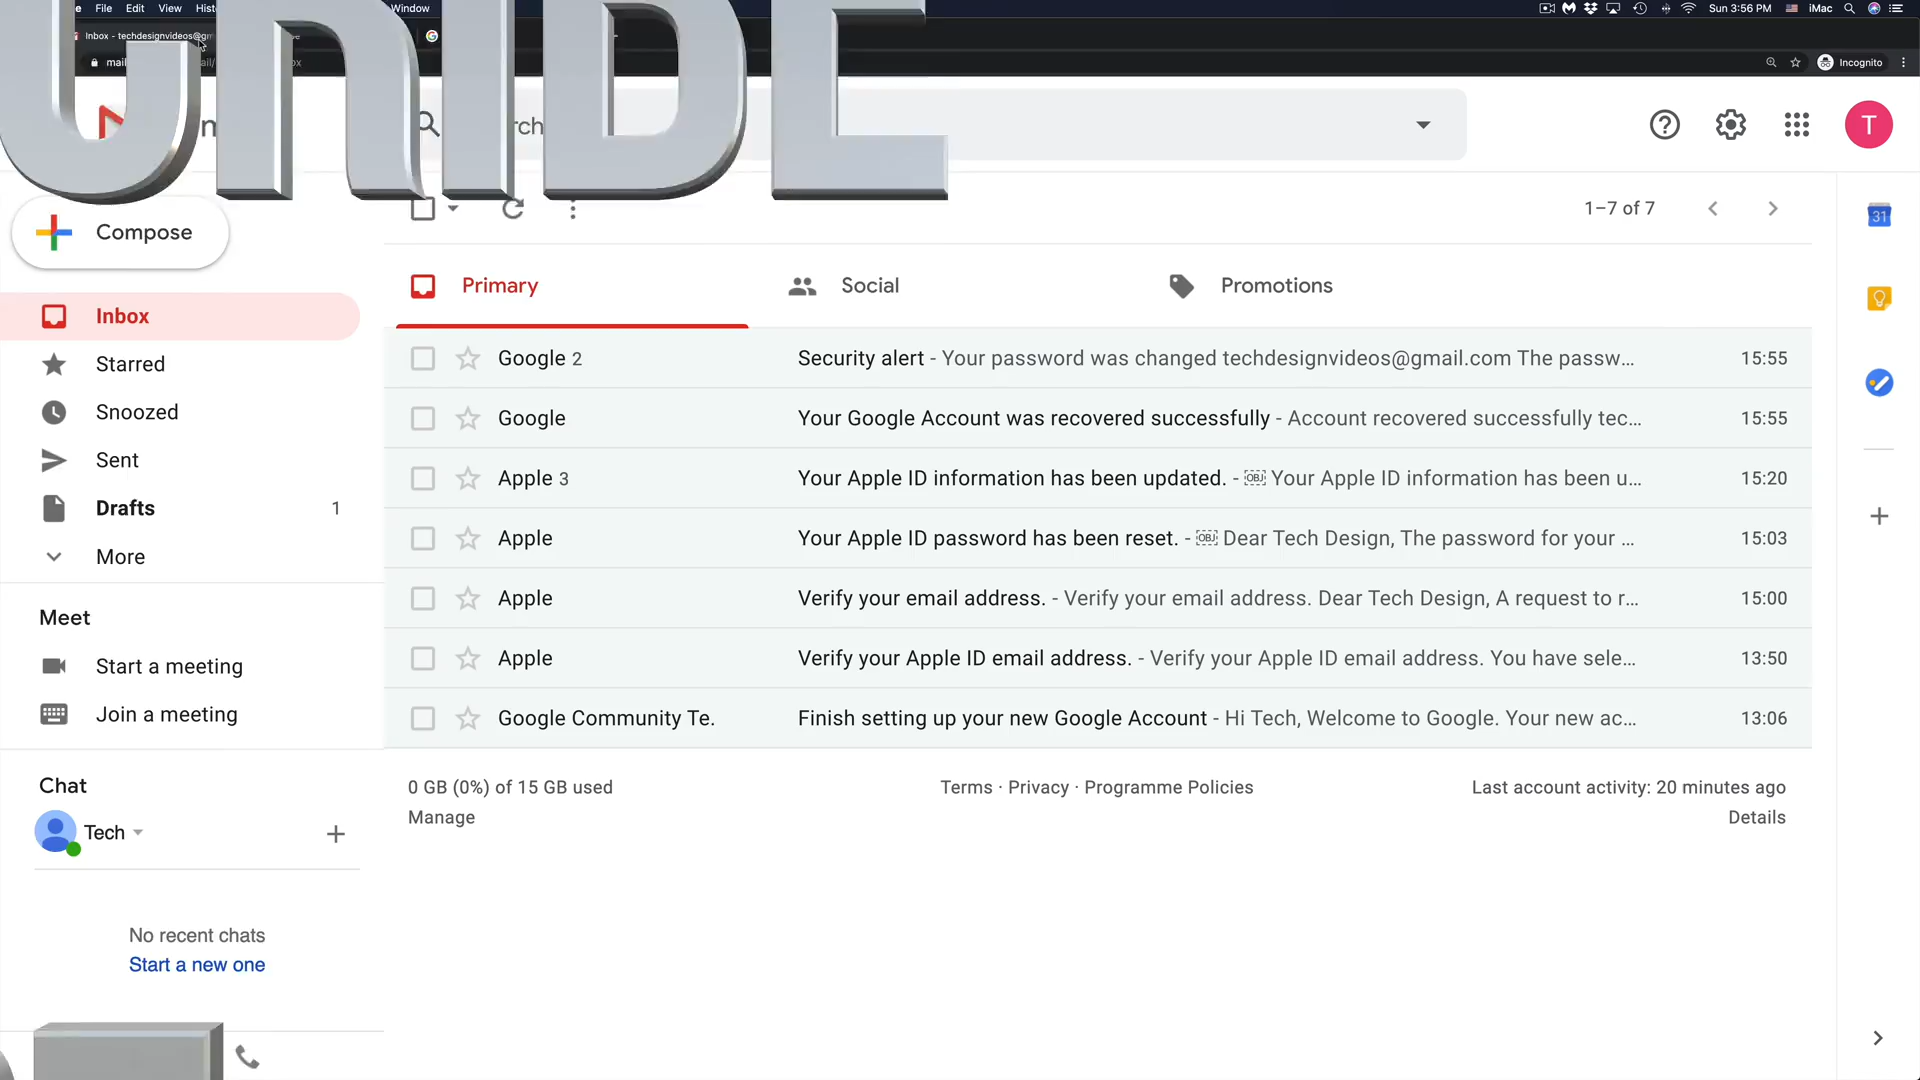 File Edit View Window
Sun 3:56 PM iMac
Inbox - techdesignvideos@gm
Incognito
T
Compose
1–7 of 7
31
Primary Social Promotions
Inbox
Starred
Snoozed
Sent
Drafts 1
More
Google 2 Security alert - Your password was changed techdesignvideos@gmail.com The passw... 15:55
Google Your Google Account was recovered successfully - Account recovered successfully tec... 15:55
Apple 3 Your Apple ID information has been updated. - OBJ Your Apple ID information has been u... 15:20
Apple Your Apple ID password has been reset. - OBJ Dear Tech Design, The password for your ... 15:03
Apple Verify your email address. - Verify your email address. Dear Tech Design, A request to r... 15:00
Apple Verify your Apple ID email address. - Verify your Apple ID email address. You have sele... 13:50
Google Community Te. Finish setting up your new Google Account - Hi Tech, Welcome to Google. Your new ac... 13:06
Meet
Start a meeting
Join a meeting
0 GB (0%) of 15 GB used
Manage
Terms · Privacy · Programme Policies
Last account activity: 20 minutes ago
Details
Chat
Tech
No recent chats
Start a new one